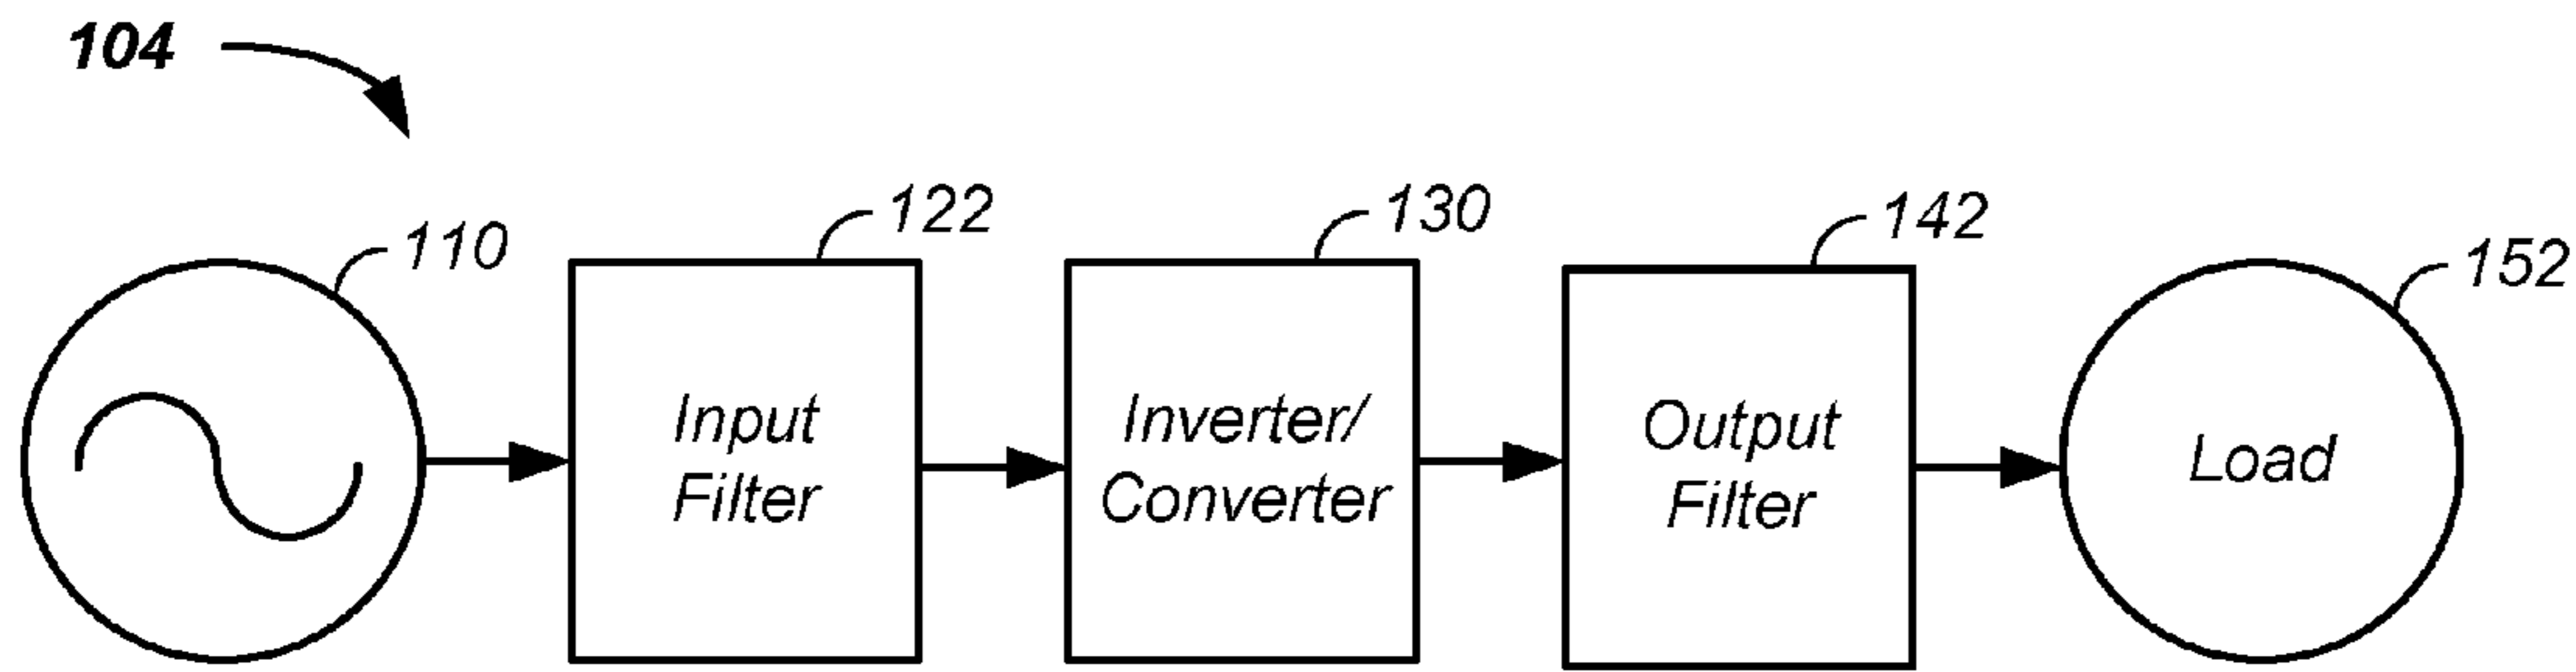 104
110
122
130
142
152
Input
Filter
Inverter/
Converter
Output
Filter
Load